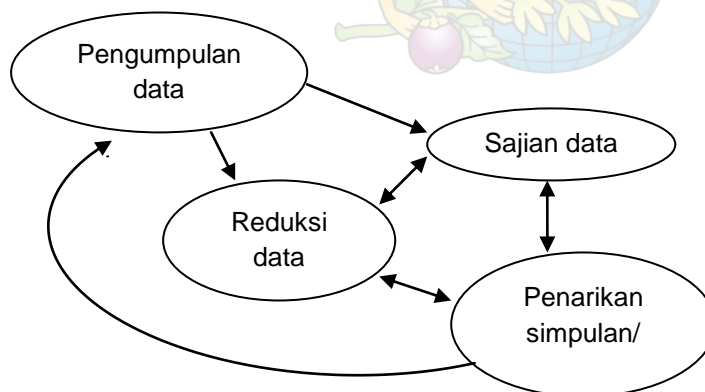 Pengumpulan
data
Sajian data
Reduksi
data
Penarikan
simpulan/